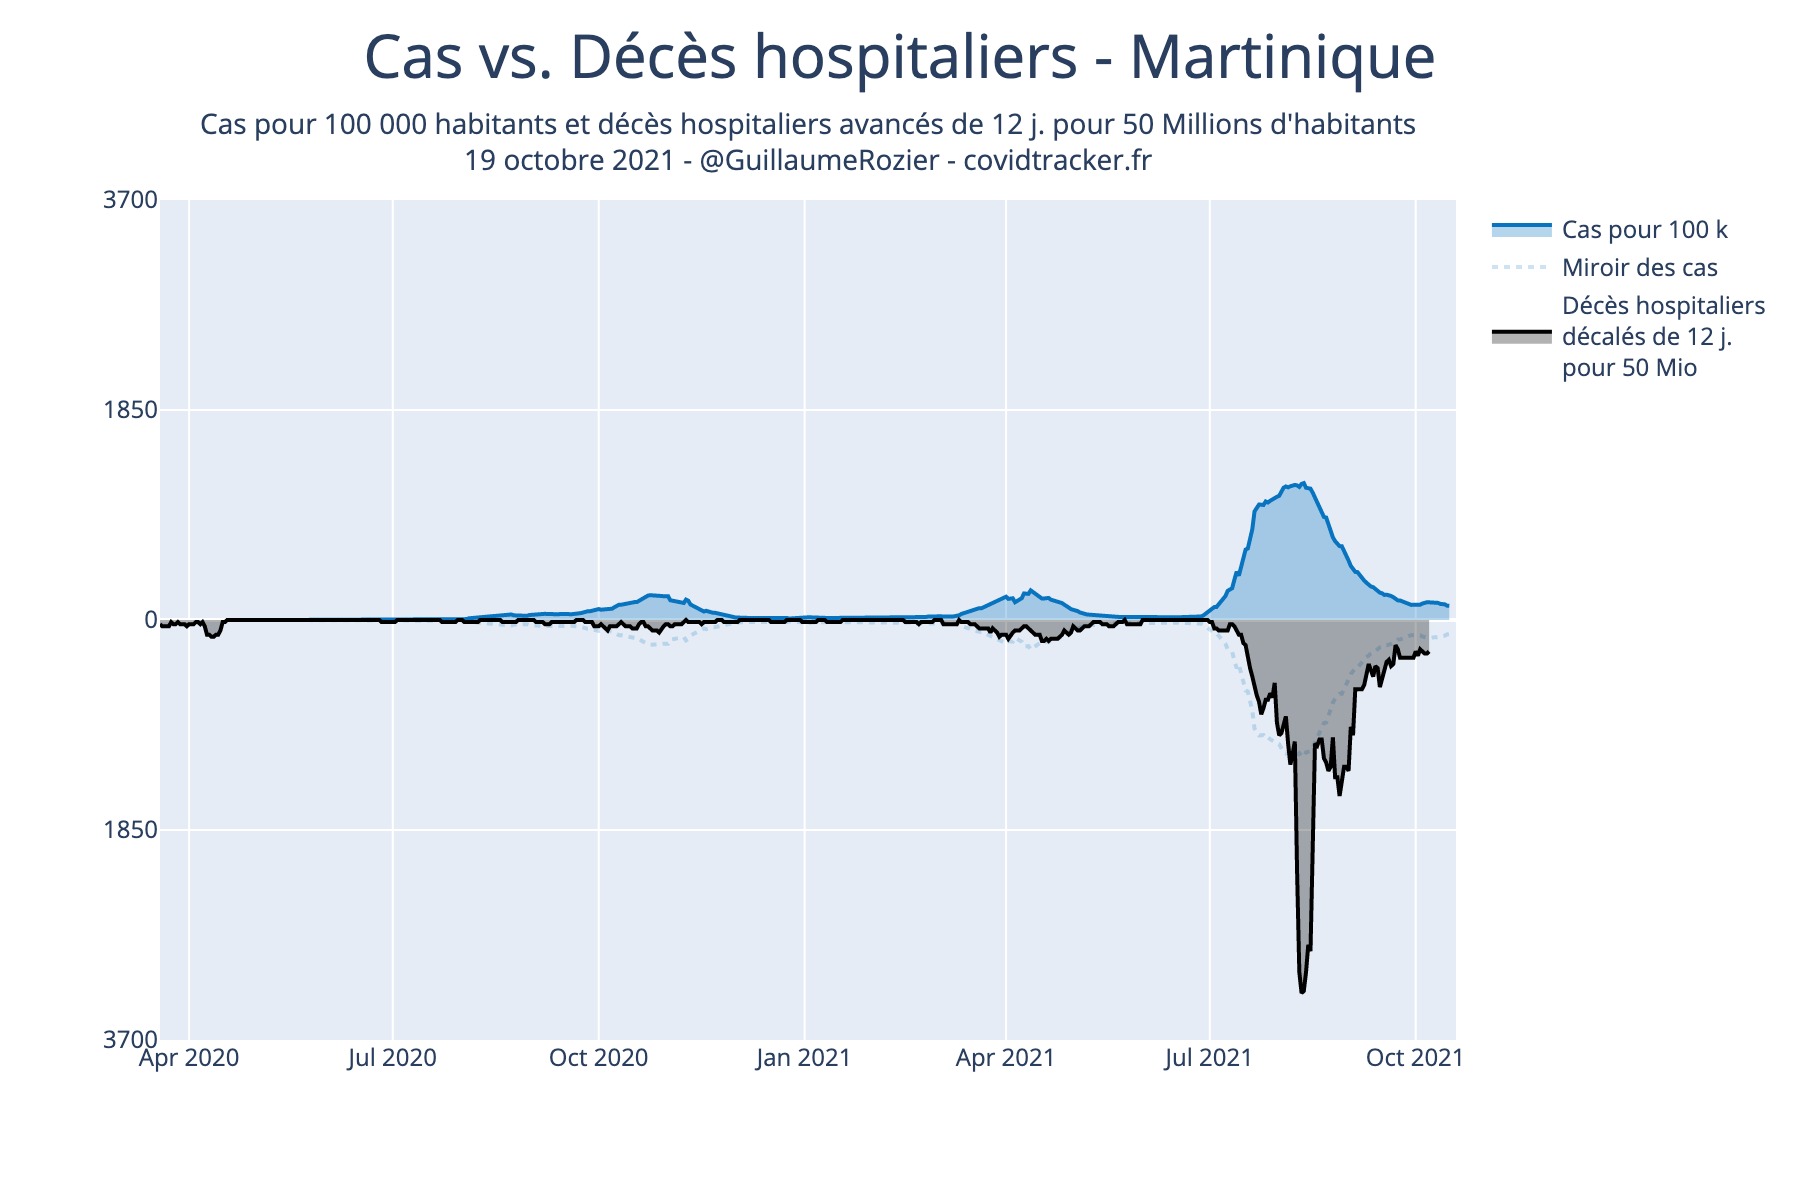 Cas vs. Décès hospitaliers - Martinique
Cas pour 100 000 habitants et décès hospitaliers avancés de 12 j. pour 50 Millions d'habitants
19 octobre 2021 - @GuillaumeRozier - covidtracker.fr
3700
1850
0
1850
3700
Apr 2020
Jul 2020
Oct 2020
Jan 2021
Apr 2021
Jul 2021
Oct 2021
Cas pour 100 k
Miroir des cas
Décès hospitaliers
décalés de 12 j.
pour 50 Mio